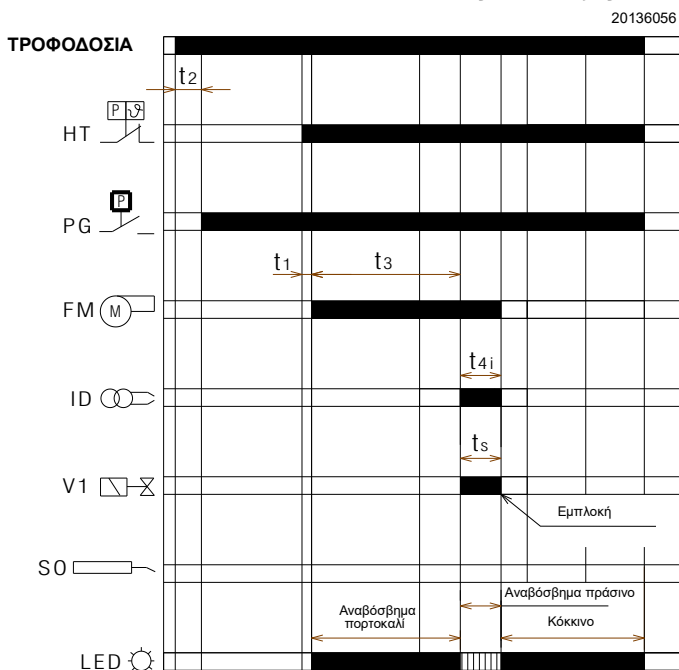 20136056
ΤΡΟΦΟΔΟΣΙΑ
t2
P ϑ
HT
P
PG
t1 t3
FM M
t4i
ID
ts
V1
Εμπλοκή
SO
Αναβόσβημα πράσινο
Αναβόσβημα
πορτοκαλί
Κόκκινο
LED